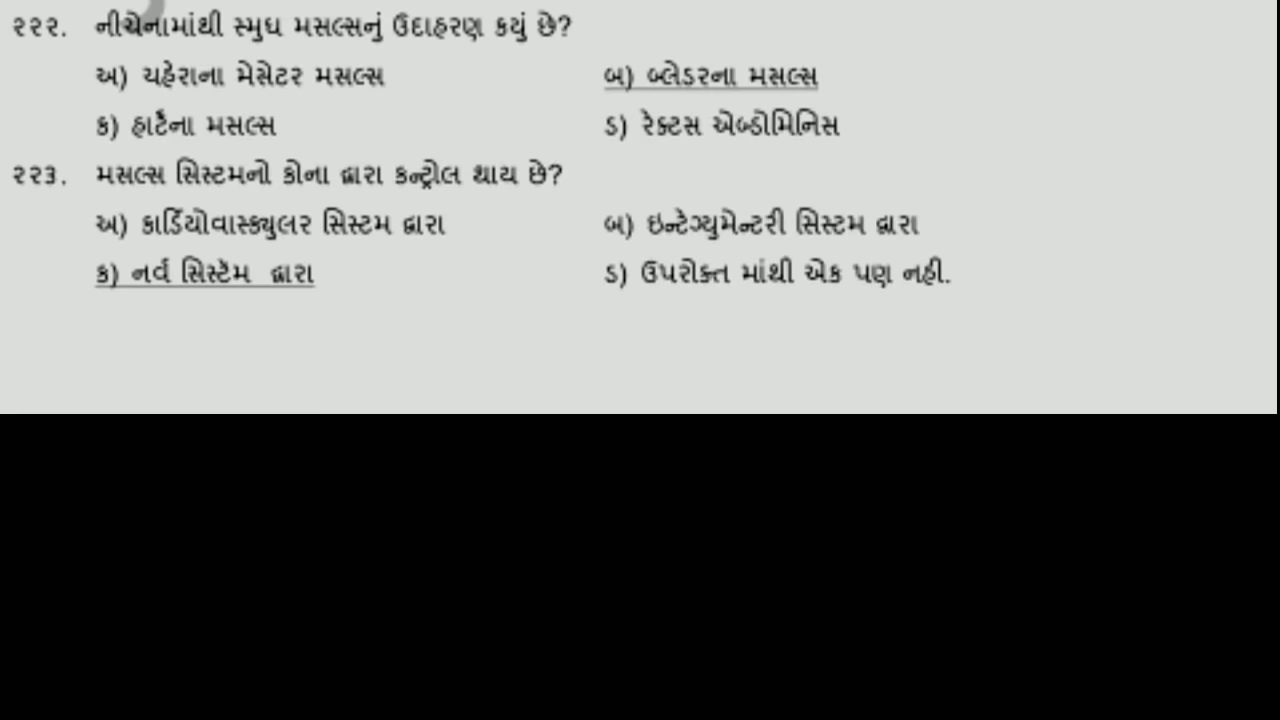 ૨૨૨. નીચેનામાંથી સ્મુધ મસલ્સનું ઉદાહરણ કયું છે?
અ) ચહેરાના મેસેટર મસલ્સ બ) બ્લેડરના મસલ્સ
ક) હાર્ટના મસલ્સ ડ) રેક્ટસ એબ્ડોમિનિસ
૨૨૩. મસલ્સ સિસ્ટમનો કોના દ્વારા કન્ટ્રોલ થાય છે?
અ) કાર્ડિયોવાસ્ક્યુલર સિસ્ટમ દ્વારા બ) ઇન્ટેગ્યુમેન્ટરી સિસ્ટમ દ્વારા
ક) નર્વ સિસ્ટેમ દ્વારા ડ) ઉપરોક્ત માંથી એક પણ નહી.